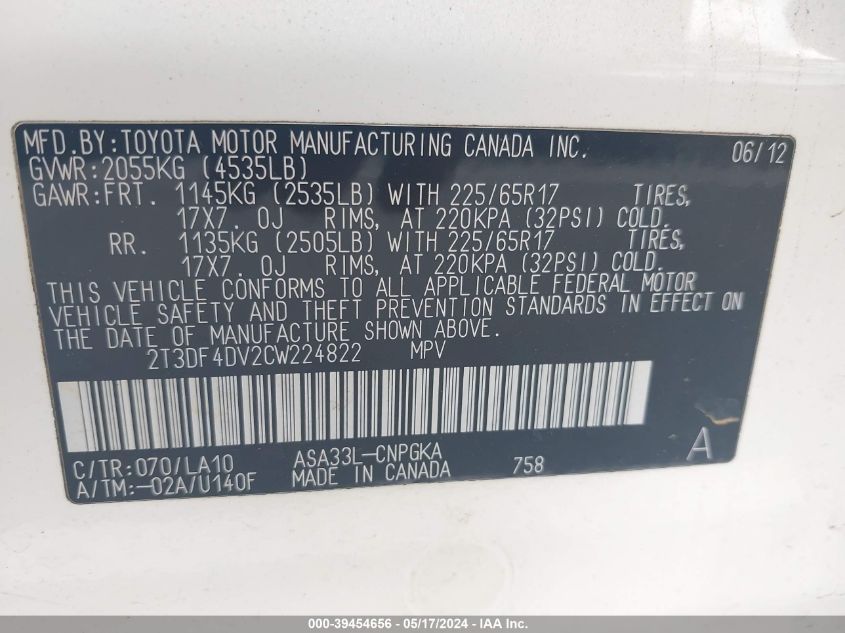 MFD.BY:TOYOTA MOTOR MANUFACTURING CANADA INC. 06/12
GVWR:2055KG (4535LB)
GAWR:FRT. 1145KG (2535LB) WITH 225/65R17 TIRES,
17X7.0J RIMS, AT 220KPA (32PSI) COLD.
RR. 1135KG (2505LB) WITH 225/65R17 TIRES,
17X7.0J RIMS, AT 220KPA (32PSI) COLD.
THIS VEHICLE CONFORMS TO ALL APPLICABLE FEDERAL MOTOR
VEHICLE SAFETY AND THEFT PREVENTION STANDARDS IN EFFECT ON
THE DATE OF MANUFACTURE SHOWN ABOVE.
2T3DF4DV2CW224822 MPV
C/TR:070/LA10 ASA33L-CNPGKA 758 A
A/TM:-02A/U140F MADE IN CANADA
000-39454656 - 05/17/2024 - IAA Inc.